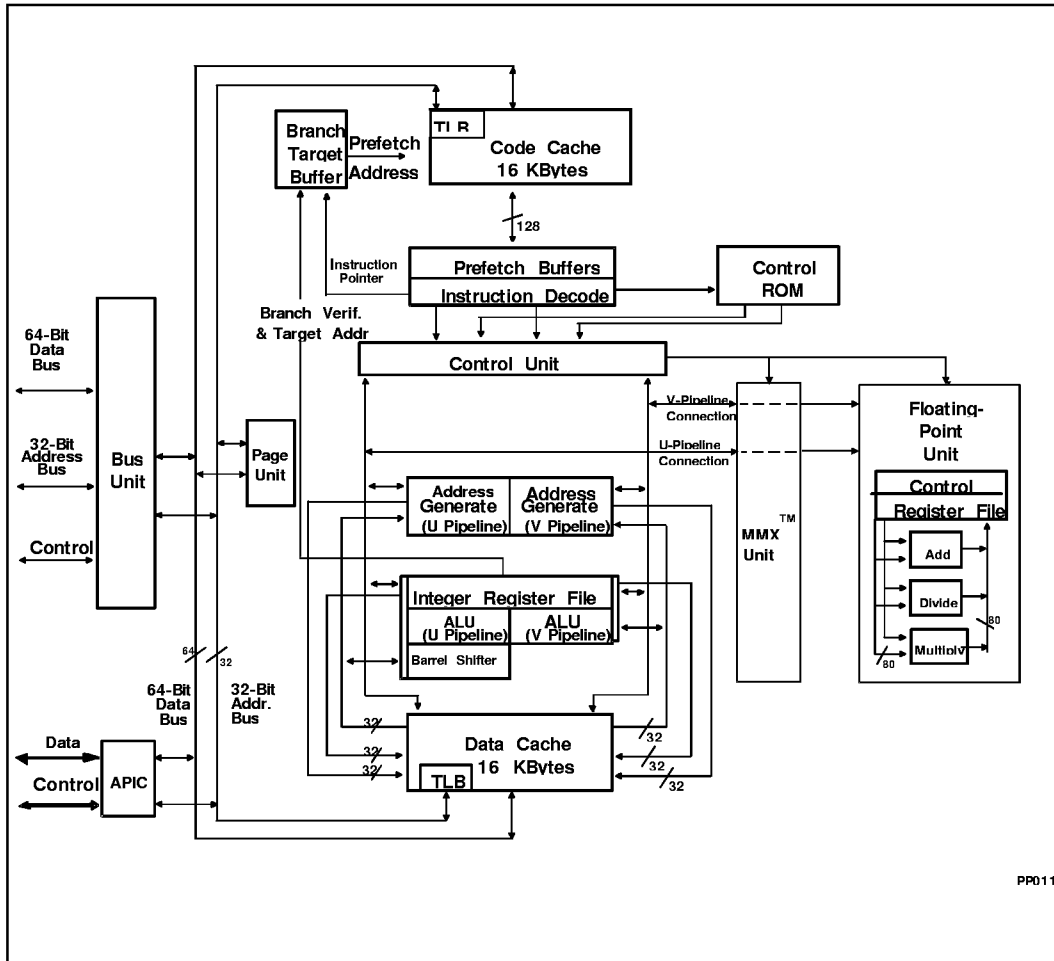 TLB
Code Cache
16 KBytes
Branch
Target
Buffer
Prefetch
Address
128
Instruction
Pointer
Prefetch Buffers
Instruction Decode
Control
ROM
Branch Verif.
& Target Addr
Control Unit
64-Bit
Data
Bus
32-Bit
Address
Bus
Control
Bus
Unit
Page
Unit
V-Pipeline
Connection
U-Pipeline
Connection
Address
Generate
(U Pipeline)
Address
Generate
(V Pipeline)
MMX™
Unit
Floating-
Point
Unit
Control
Register File
Add
Divide
Multiply
80
80
Integer Register File
ALU
(U Pipeline)
ALU
(V Pipeline)
Barrel Shifter
64
32
64-Bit
Data
Bus
32-Bit
Addr.
Bus
32
32
32
32
32
32
Data Cache
16 KBytes
TLB
Data
Control
APIC
PP011